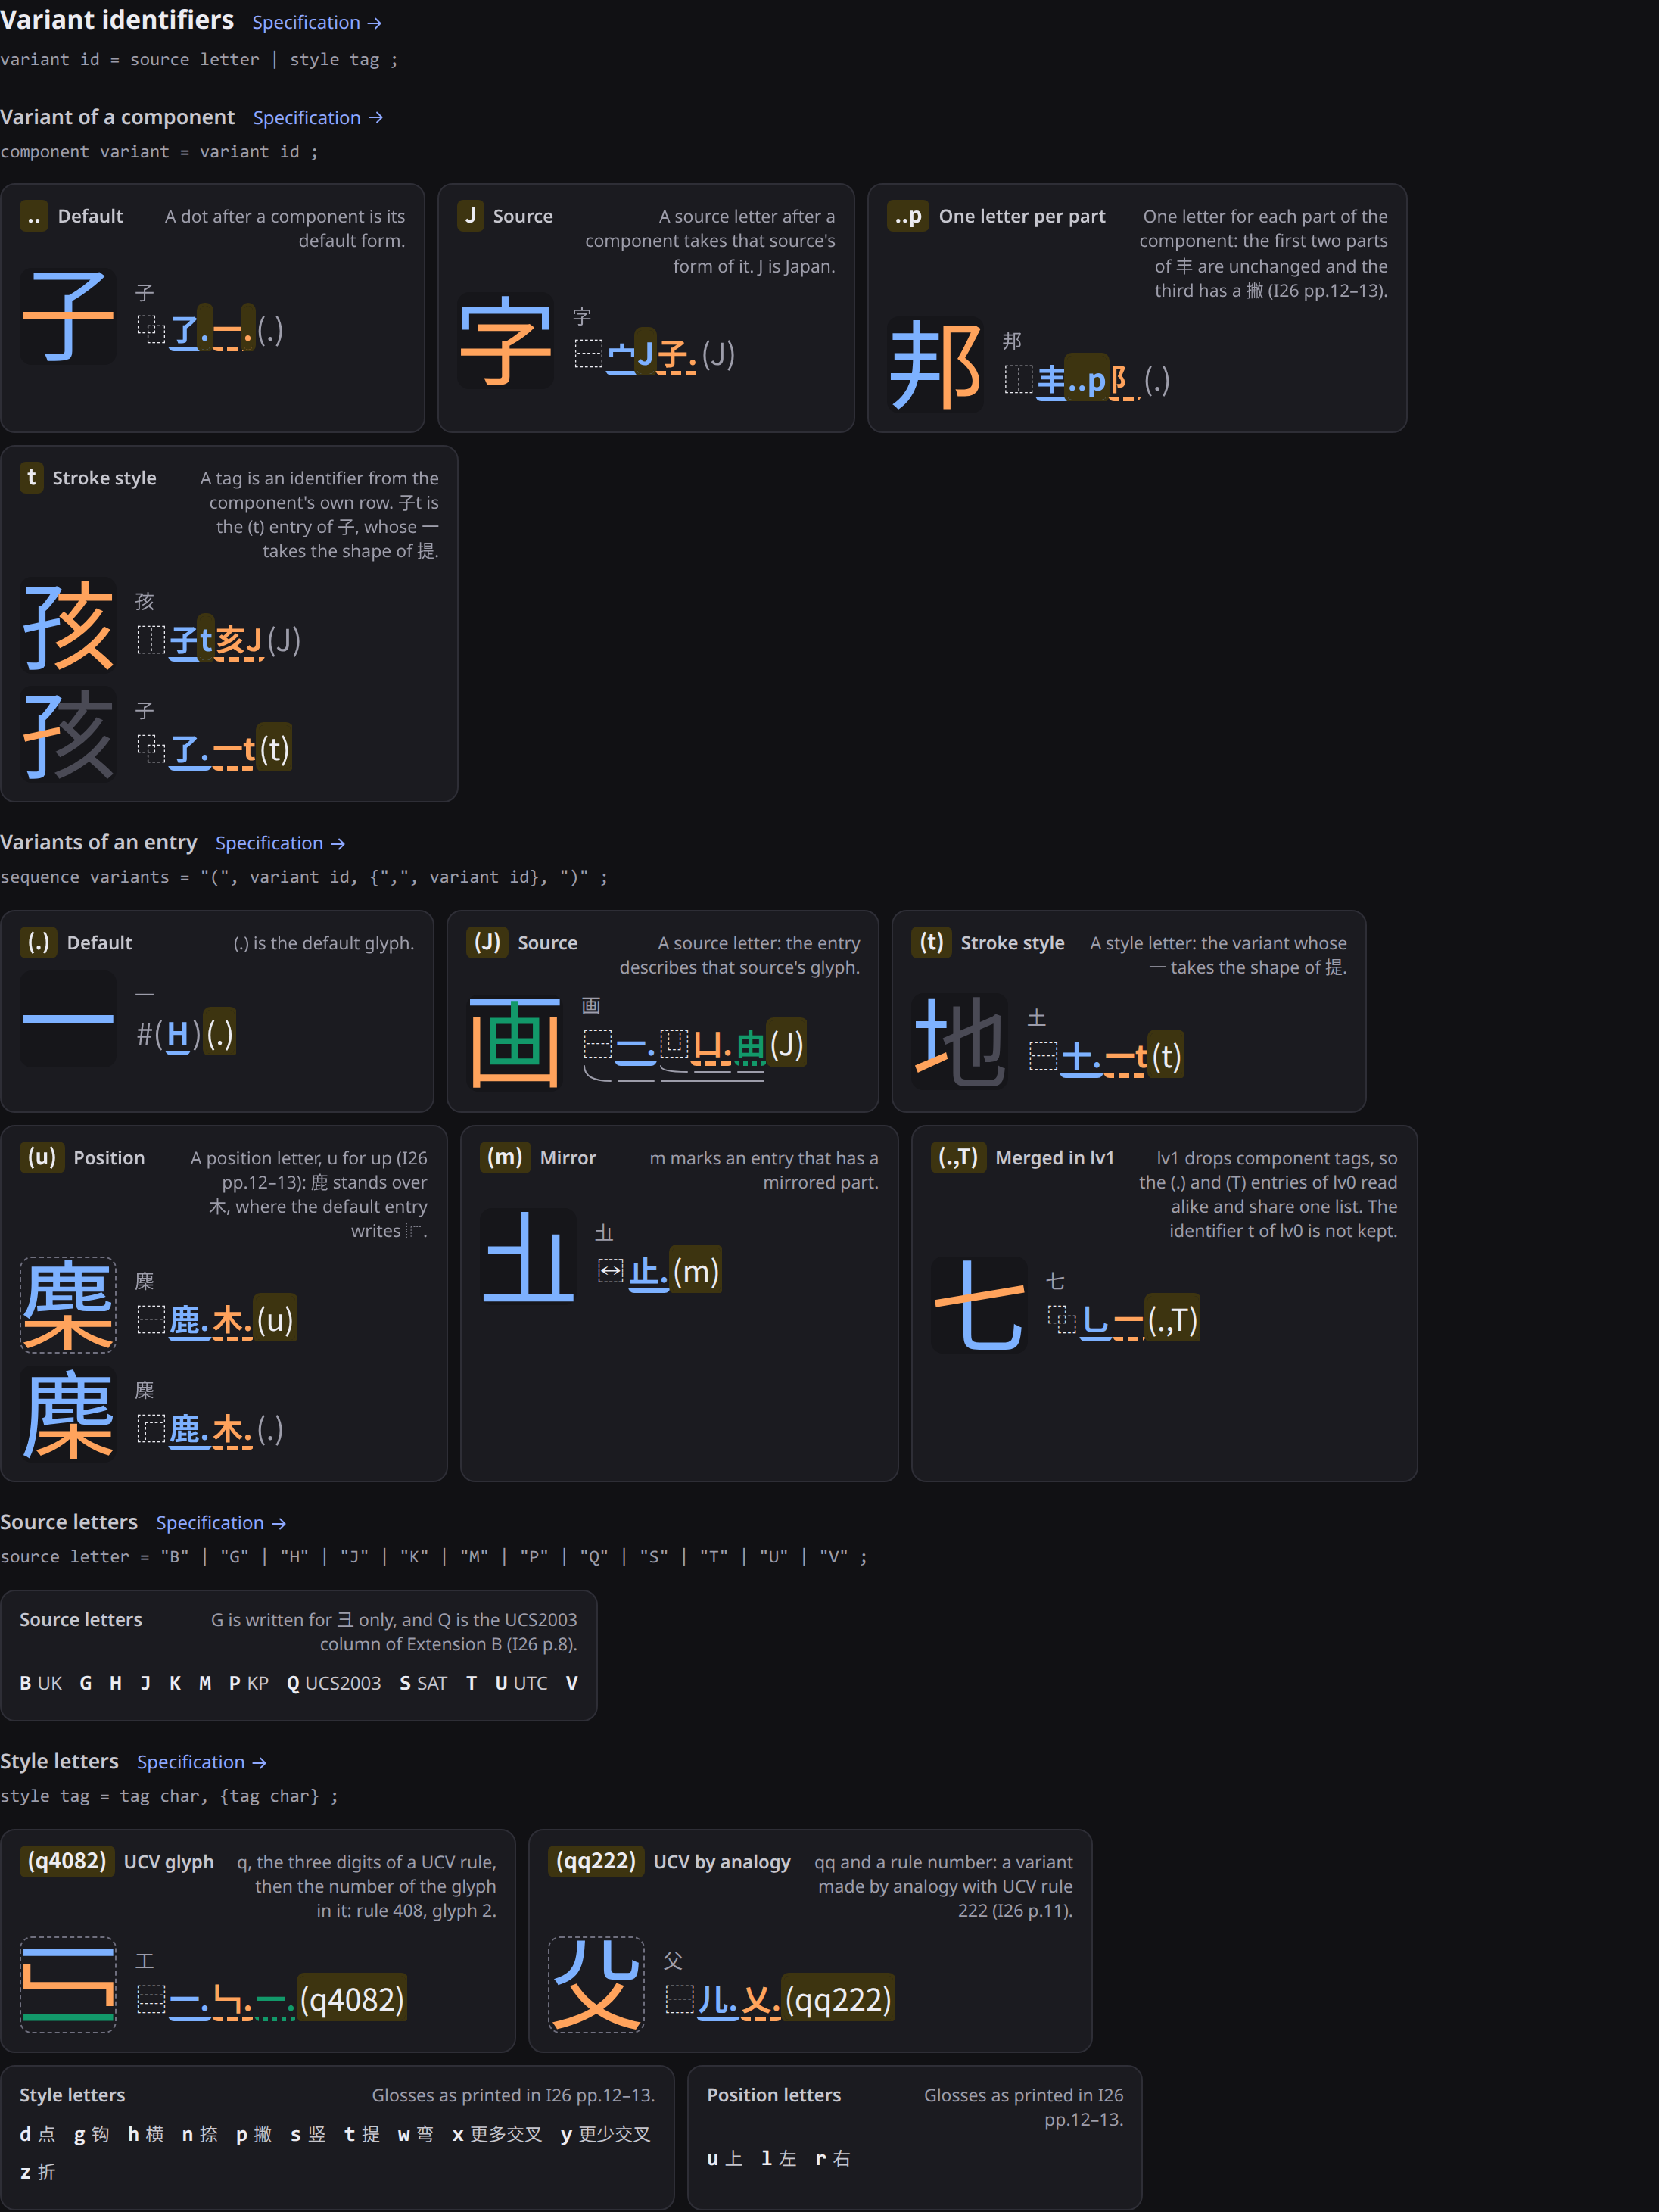 Variant identifiers Specification →
variant id = source letter | style tag ;
Variant of a component Specification →
component variant = variant id ;
.. Default A dot after a component is its
default form.
子
子
⿻了.一.(.)
J Source A source letter after a
component takes that source's
form of it. J is Japan.
字
字
⿱宀J子.(J)
..p One letter per part One letter for each part of the
component: the first two parts
of 丰 are unchanged and the
third has a 撇 (I26 pp.12–13).
邦
邦
⿰丰..p⻏(.)
t Stroke style A tag is an identifier from the
component's own row. 子t is
the (t) entry of 子, whose 一
takes the shape of 提.
孩
孩
⿰子t亥J(J)
孩
子
⿻了.一t(t)
Variants of an entry Specification →
sequence variants = "(", variant id, {",", variant id}, ")" ;
(.) Default (.) is the default glyph.
一
一
#(H)(.)
(J) Source A source letter: the entry
describes that source's glyph.
画
画
⿱一.⿶凵.由(J)
(t) Stroke style A style letter: the variant whose
一 takes the shape of 提.
地
土
⿱十.一t(t)
(u) Position A position letter, u for up (I26
pp.12–13): 鹿 stands over
木, where the default entry
writes ⿸.
麇
⿱鹿.木.(u)
⿸鹿.木.(.)
(m) Mirror m marks an entry that has a
mirrored part.
⿲止.(m)
(.,T) Merged in lv1 lv1 drops component tags, so
the (.) and (T) entries of lv0 read
alike and share one list. The
identifier t of lv0 is not kept.
七
七
⿻乚一(.,T)
Source letters Specification →
source letter = "B" | "G" | "H" | "J" | "K" | "M" | "P" | "Q" | "S" | "T" | "U" | "V" ;
Source letters G is written for 彐 only, and Q is the UCS2003
column of Extension B (I26 p.8).
B UK G H J K M P KP Q UCS2003 S SAT T U UTC V
Style letters Specification →
style tag = tag char, {tag char} ;
(q4082) UCV glyph q, the three digits of a UCV rule,
then the number of the glyph
in it: rule 408, glyph 2.
工
⿳一.㇞.一.(q4082)
(qq222) UCV by analogy qq and a rule number: a variant
made by analogy with UCV rule
222 (I26 p.11).
父
⿱儿.乂.(qq222)
Style letters Glosses as printed in I26 pp.12–13.
d 点 g 钩 h 横 n 捺 p 撇 s 竖 t 提 w 弯 x 更多交叉 y 更少交叉
z 折
Position letters Glosses as printed in I26
pp.12–13.
u 上 l 左 r 右